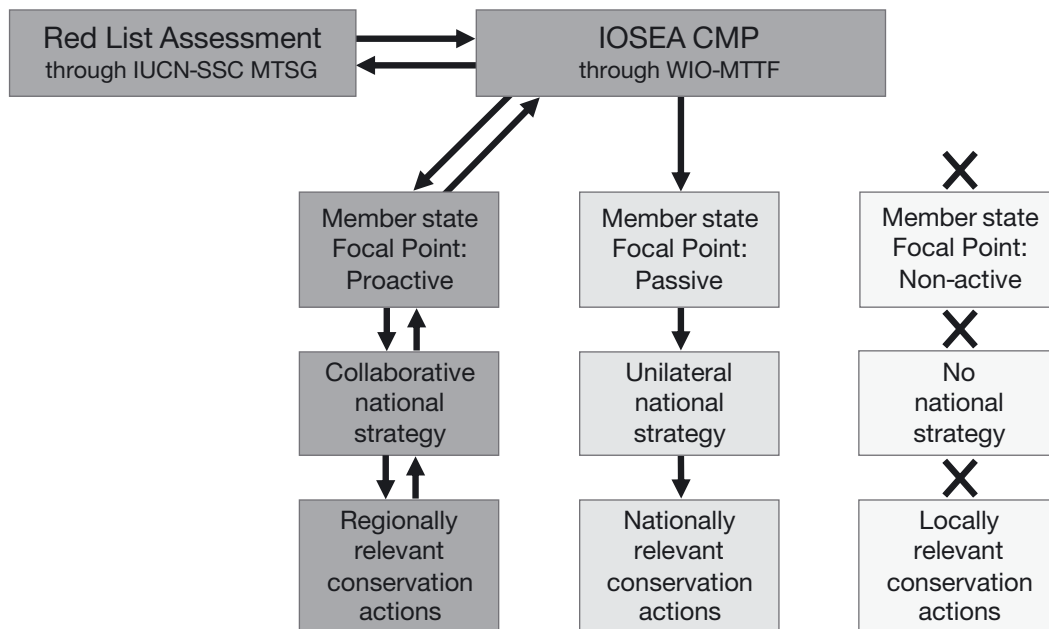 Red List Assessment
through IUCN-SSC MTSG
IOSEA CMP
through WIO-MTTF
Member state
Focal Point:
Proactive
Member state
Focal Point:
Passive
Member state
Focal Point:
Non-active
Collaborative
national
strategy
Unilateral
national
strategy
No
national
strategy
Regionally
relevant
conservation
actions
Nationally
relevant
conservation
actions
Locally
relevant
conservation
actions